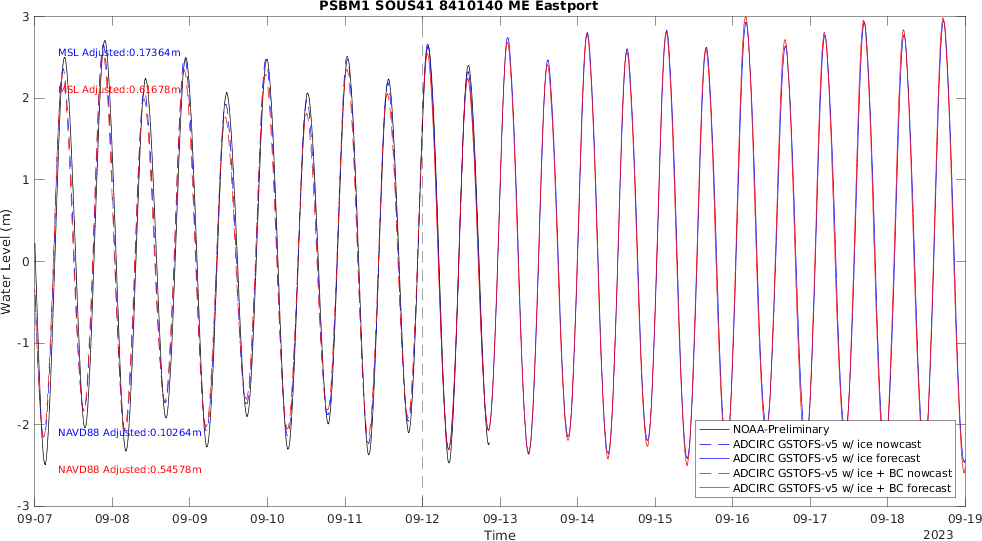 PSBM1 SOUS41 8410140 ME Eastport
3
2
1
0
-1
-2
-3
Water Level (m)
MSL Adjusted:0.17364m
MSL Adjusted:0.61678m
NAVD88 Adjusted:0.10264m
NAVD88 Adjusted:0.54578m
NOAA-Preliminary
ADCIRC GSTOFS-v5 w/ ice nowcast
ADCIRC GSTOFS-v5 w/ ice forecast
ADCIRC GSTOFS-v5 w/ ice + BC nowcast
ADCIRC GSTOFS-v5 w/ ice + BC forecast
09-07 09-08 09-09 09-10 09-11 09-12 09-13 09-14 09-15 09-16 09-17 09-18 09-19
Time
2023